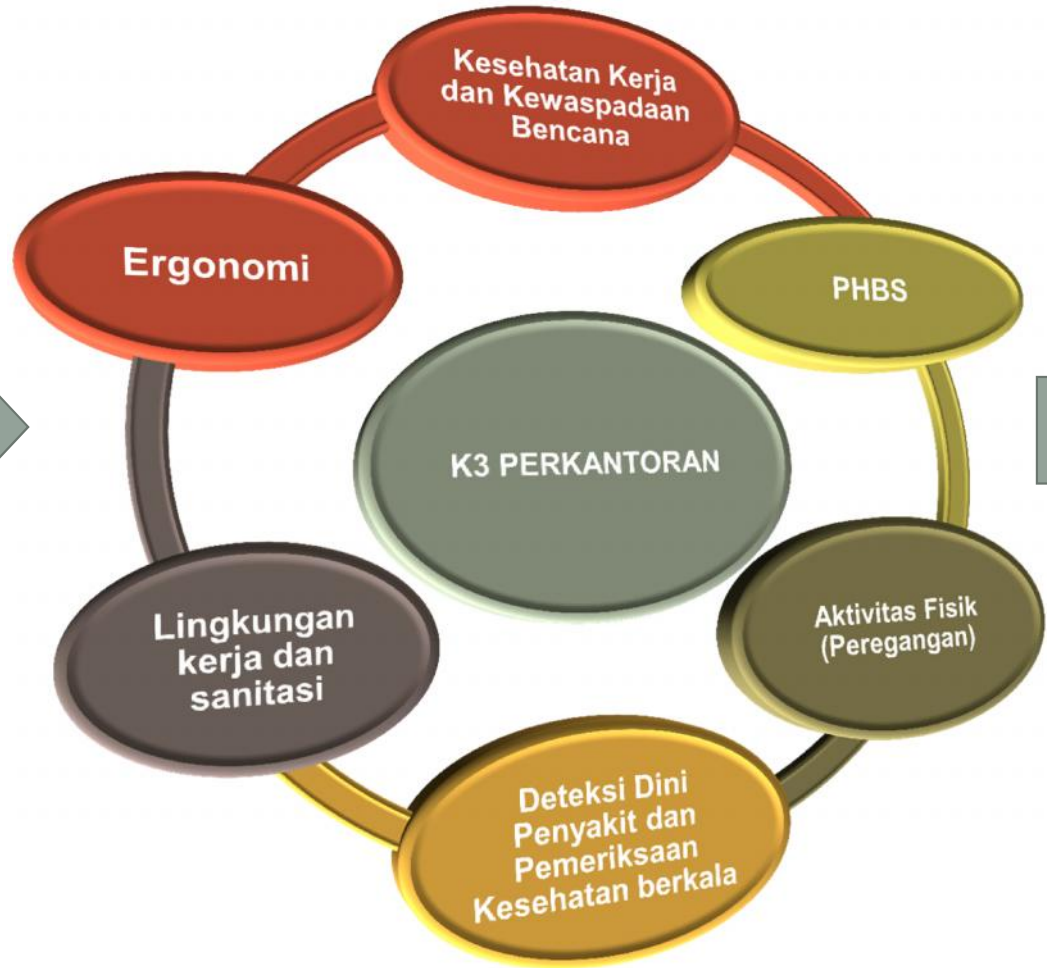 Kesehatan Kerja
dan Kewaspadaan
Bencana
Ergonomi
PHBS
K3 PERKANTORAN
Aktivitas Fisik
(Peregangan)
Lingkungan
kerja dan
sanitasi
Deteksi Dini
Penyakit dan
Pemeriksaan
Kesehatan berkala